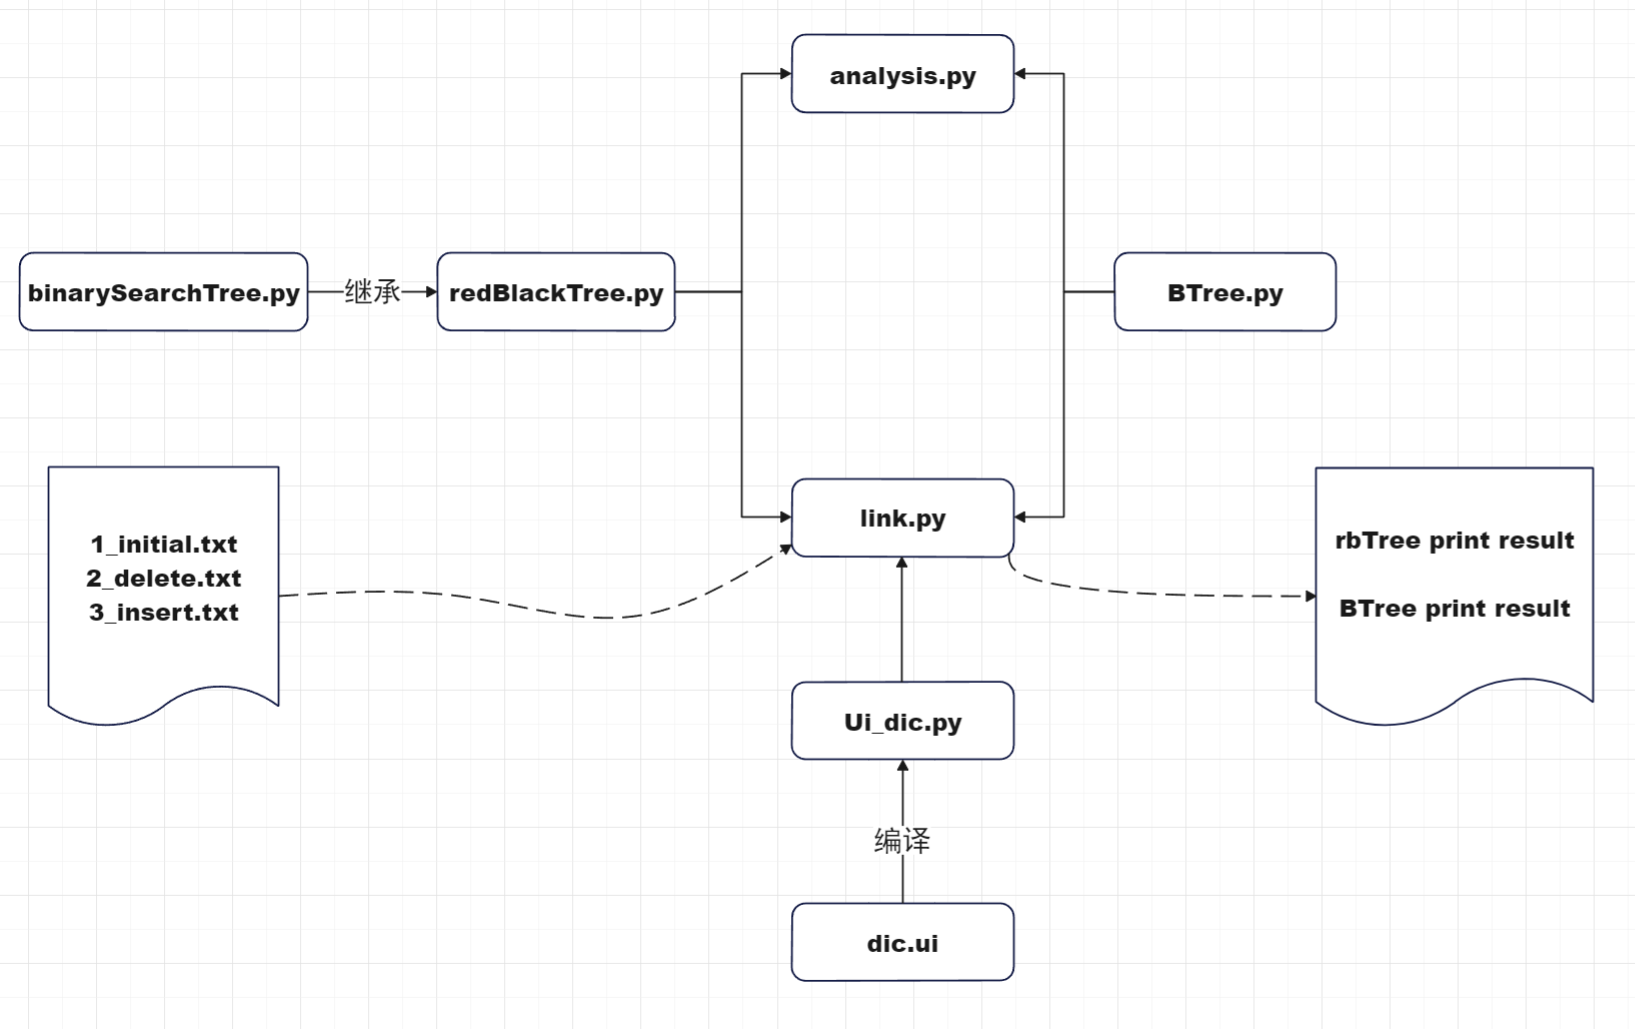 analysis.py
binarySearchTree.py
继承
redBlackTree.py
BTree.py
1_initial.txt
2_delete.txt
3_insert.txt
link.py
rbTree print result
BTree print result
Ui_dic.py
编译
dic.ui